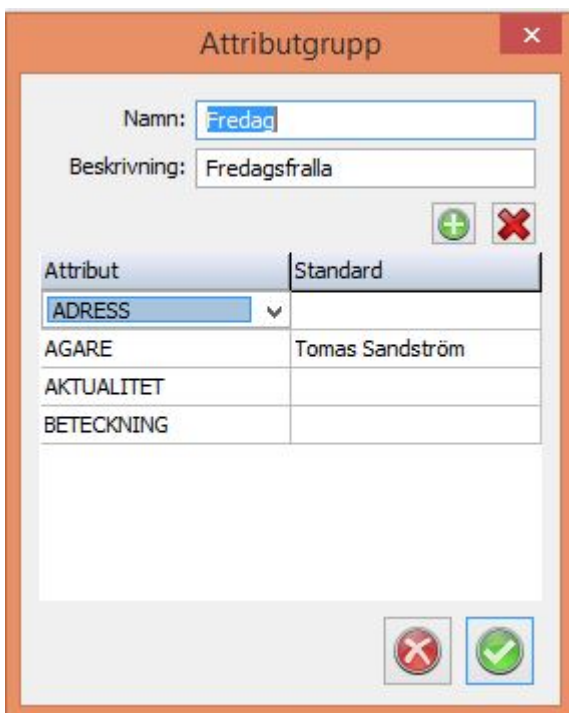 Attributgrupp
Namn: Fredag
Beskrivning: Fredagsfralla
Attribut Standard
ADRESS
AGARE Tomas Sandström
AKTUALITET
BETECKNING